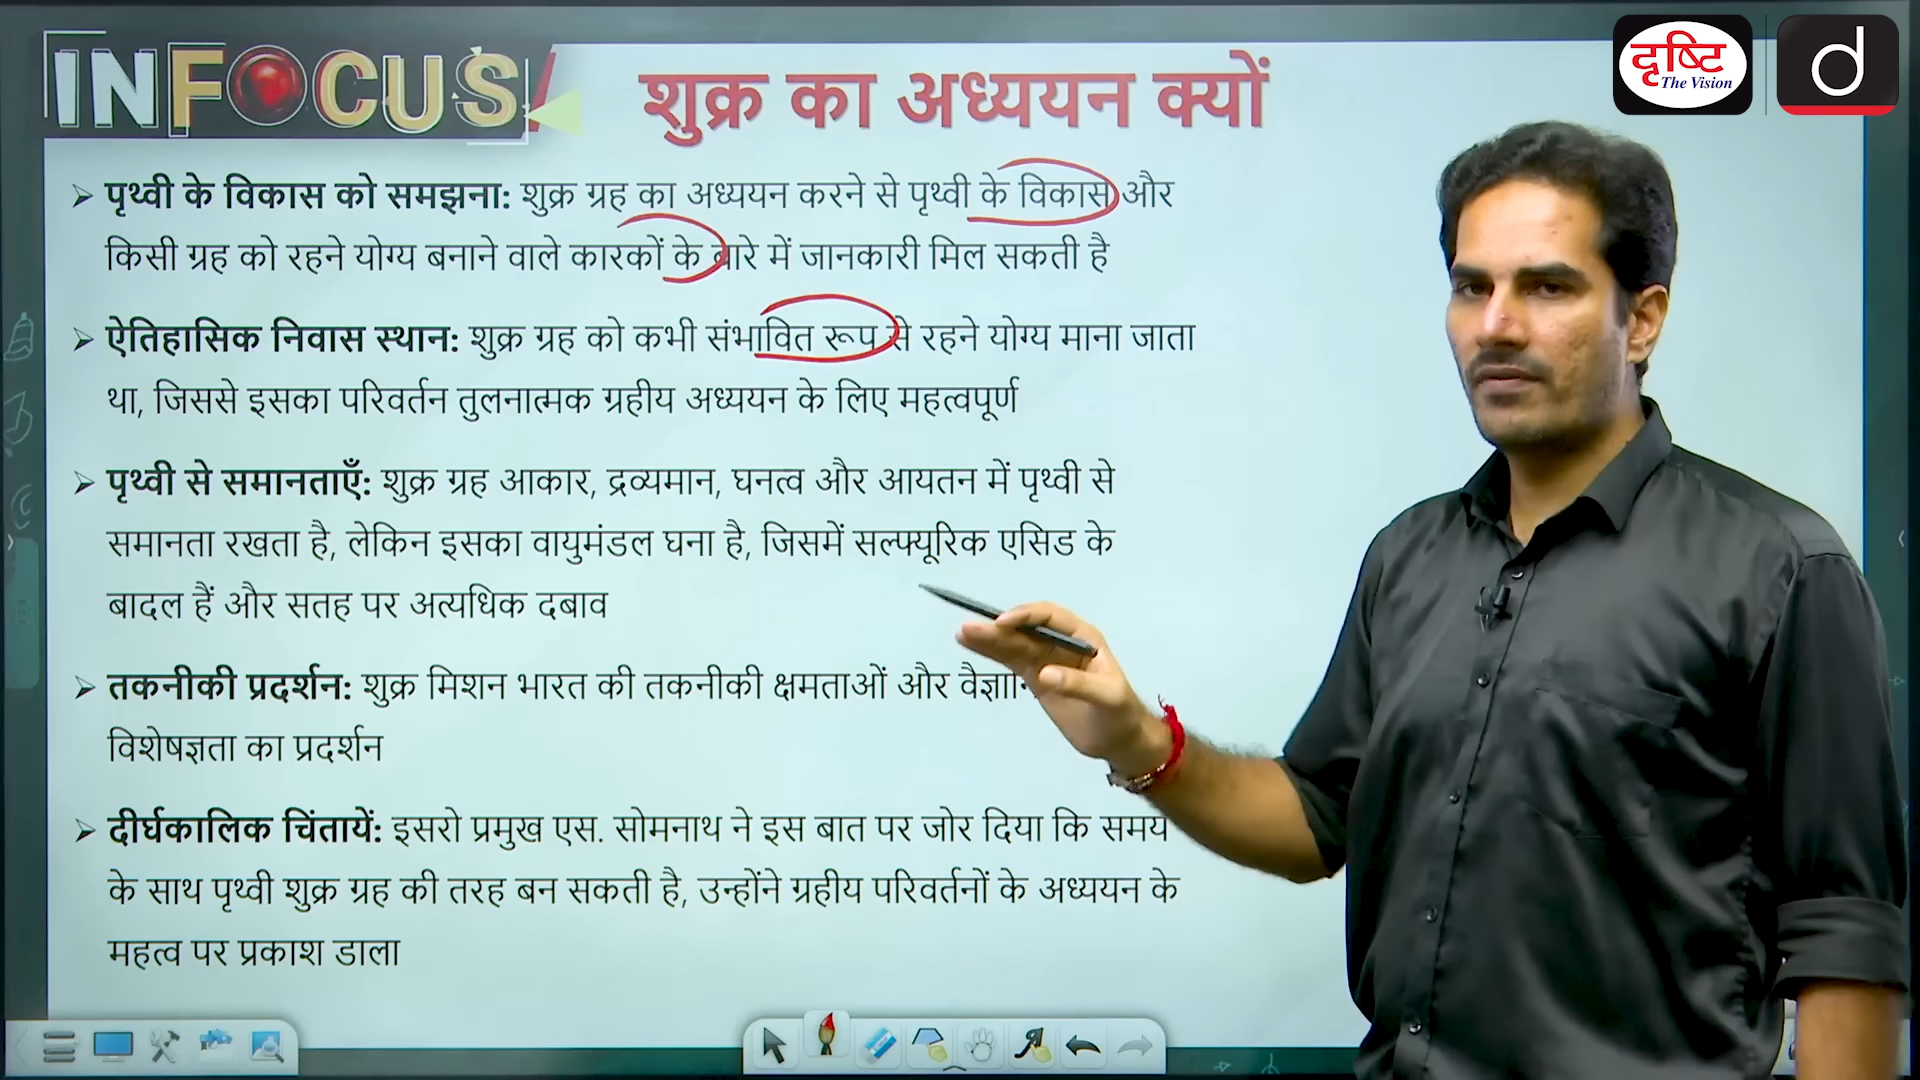 INFOCUS
शुक्र का अध्ययन क्यों
दृष्टि
The Vision
d
➢ पृथ्वी के विकास को समझना: शुक्र ग्रह का अध्ययन करने से पृथ्वी के विकास और
किसी ग्रह को रहने योग्य बनाने वाले कारकों के बारे में जानकारी मिल सकती है
➢ ऐतिहासिक निवास स्थान: शुक्र ग्रह को कभी संभावित रूप से रहने योग्य माना जाता
था, जिससे इसका परिवर्तन तुलनात्मक ग्रहीय अध्ययन के लिए महत्वपूर्ण
➢ पृथ्वी से समानताएँ: शुक्र ग्रह आकार, द्रव्यमान, घनत्व और आयतन में पृथ्वी से
समानता रखता है, लेकिन इसका वायुमंडल घना है, जिसमें सल्फ्यूरिक एसिड के
बादल हैं और सतह पर अत्यधिक दबाव
➢ तकनीकी प्रदर्शन: शुक्र मिशन भारत की तकनीकी क्षमताओं और
विशेषज्ञता का प्रदर्शन
➢ दीर्घकालिक चिंतायें: इसरो प्रमुख एस. सोमनाथ ने इस बात पर जोर दिया कि समय
के साथ पृथ्वी शुक्र ग्रह की तरह बन सकती है, उन्होंने ग्रहीय परिवर्तनों के अध्ययन के
महत्व पर प्रकाश डाला